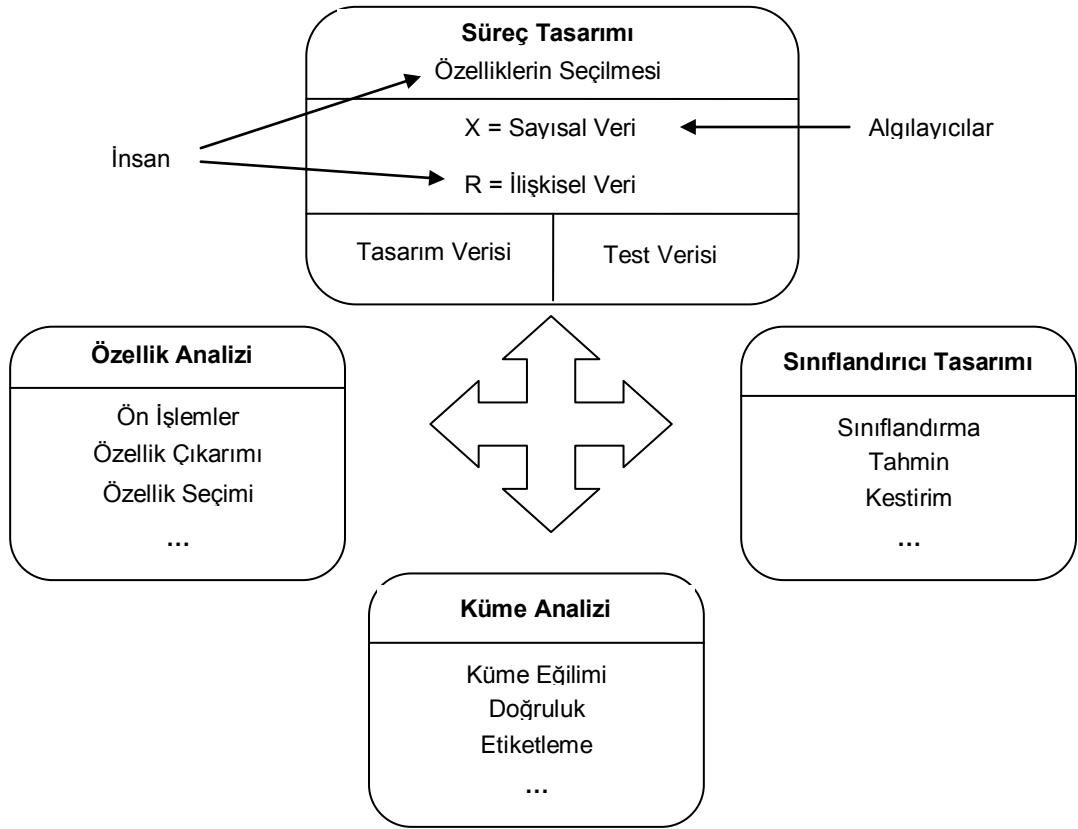 Süreç Tasarımı
Özelliklerin Seçilmesi
X = Sayısal Veri
Algılayıcılar
İnsan
R = İlişkisel Veri
Tasarım Verisi
Test Verisi
Özellik Analizi
Ön İşlemler
Özellik Çıkarımı
Özellik Seçimi
...
Sınıflandırıcı Tasarımı
Sınıflandırma
Tahmin
Kestirim
...
Küme Analizi
Küme Eğilimi
Doğruluk
Etiketleme
...